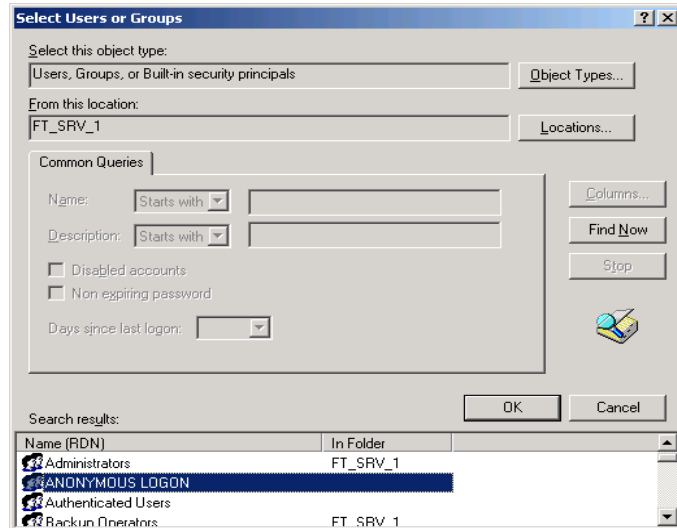 Select Users or Groups
Select this object type:
Users, Groups, or Built-in security principals
Object Types...
From this location:
FT_SRV_1
Locations...
Common Queries
Name:
Starts with
Columns...
Description:
Starts with
Find Now
Disabled accounts
Stop
Non expiring password
Days since last logon:
OK
Cancel
Search results:
Name (RDN)
In Folder
Administrators
FT_SRV_1
ANONYMOUS LOGON
Authenticated Users
Backup Operators
FT_SRV_1